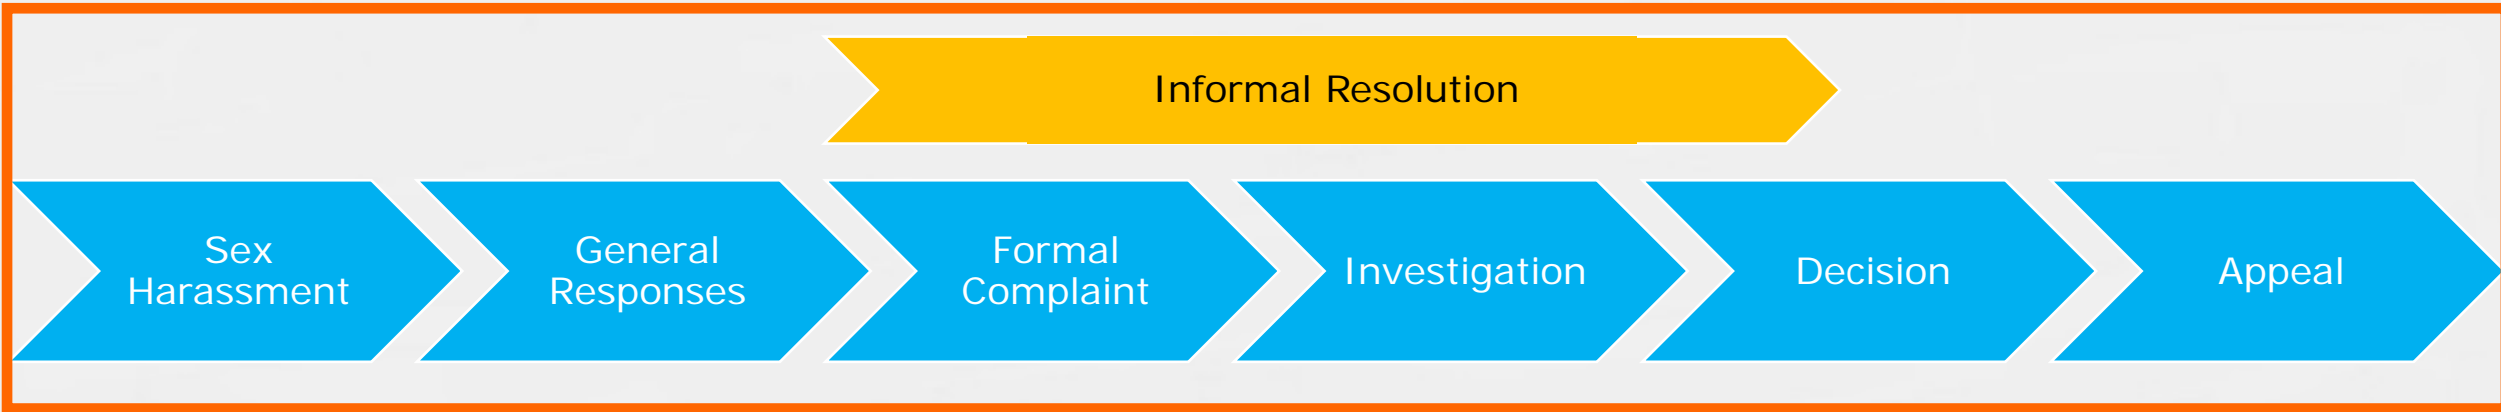 Informal Resolution
Sex
Harassment
General
Responses
Formal
Complaint
Investigation
Decision
Appeal